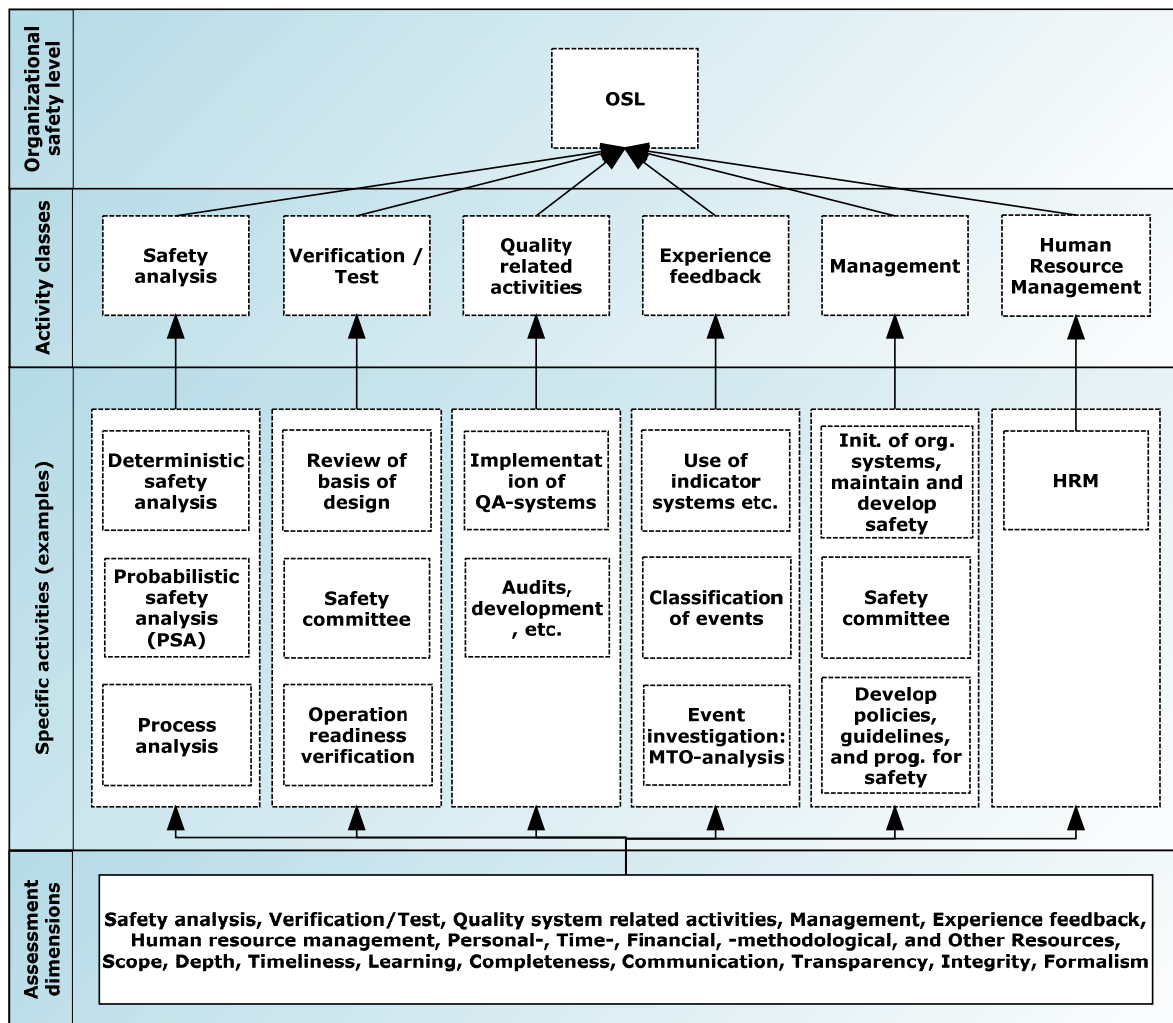 Organizational
safety level
OSL
Activity classes
Safety
analysis
Verification /
Test
Quality
related
activities
Experience
feedback
Management
Human
Resource
Management
Specific activities (examples)
Deterministic
safety
analysis
Probabilistic
safety
analysis
(PSA)
Process
analysis
Review of
basis of
design
Safety
committee
Operation
readiness
verification
Implementat
ion of
QA-systems
Audits,
development
, etc.
Use of
indicator
systems etc.
Classification
of events
Event
investigation:
MTO-analysis
Init. of org.
systems,
maintain and
develop
safety
Safety
committee
Develop
policies,
guidelines,
and prog. for
safety
HRM
Assessment
dimensions
Safety analysis, Verification/Test, Quality system related activities, Management, Experience feedback,
Human resource management, Personal-, Time-, Financial, -methodological, and Other Resources,
Scope, Depth, Timeliness, Learning, Completeness, Communication, Transparency, Integrity, Formalism